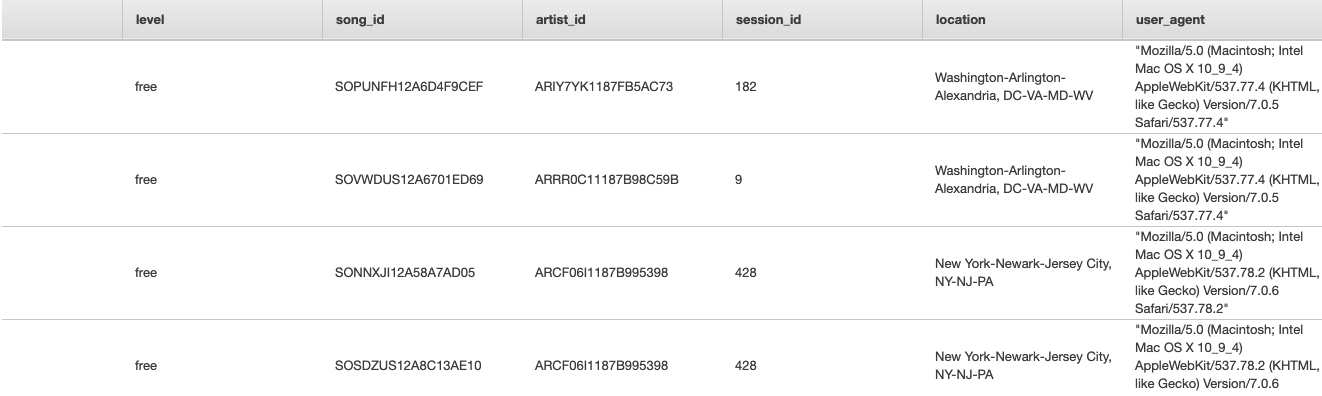 level song_id artist_id session_id location user_agent
free SOPUNFH12A6D4F9CEF ARIY7YK1187FB5AC73 182 Washington-Arlington-
Alexandria, DC-VA-MD-WV
"Mozilla/5.0 (Macintosh; Intel
Mac OS X 10_9_4)
AppleWebKit/537.77.4 (KHTML,
like Gecko) Version/7.0.5
Safari/537.77.4"
free SOVWDUS12A6701ED69 ARRR0C11187B98C59B 9 Washington-Arlington-
Alexandria, DC-VA-MD-WV
"Mozilla/5.0 (Macintosh; Intel
Mac OS X 10_9_4)
AppleWebKit/537.77.4 (KHTML,
like Gecko) Version/7.0.5
Safari/537.77.4"
free SONNXJI12A58A7AD05 ARCF06I1187B995398 428 New York-Newark-Jersey City,
NY-NJ-PA
"Mozilla/5.0 (Macintosh; Intel
Mac OS X 10_9_4)
AppleWebKit/537.78.2 (KHTML,
like Gecko) Version/7.0.6
Safari/537.78.2"
free SOSDZUS12A8C13AE10 ARCF06I1187B995398 428 New York-Newark-Jersey City,
NY-NJ-PA
"Mozilla/5.0 (Macintosh; Intel
Mac OS X 10_9_4)
AppleWebKit/537.78.2 (KHTML,
like Gecko) Version/7.0.6